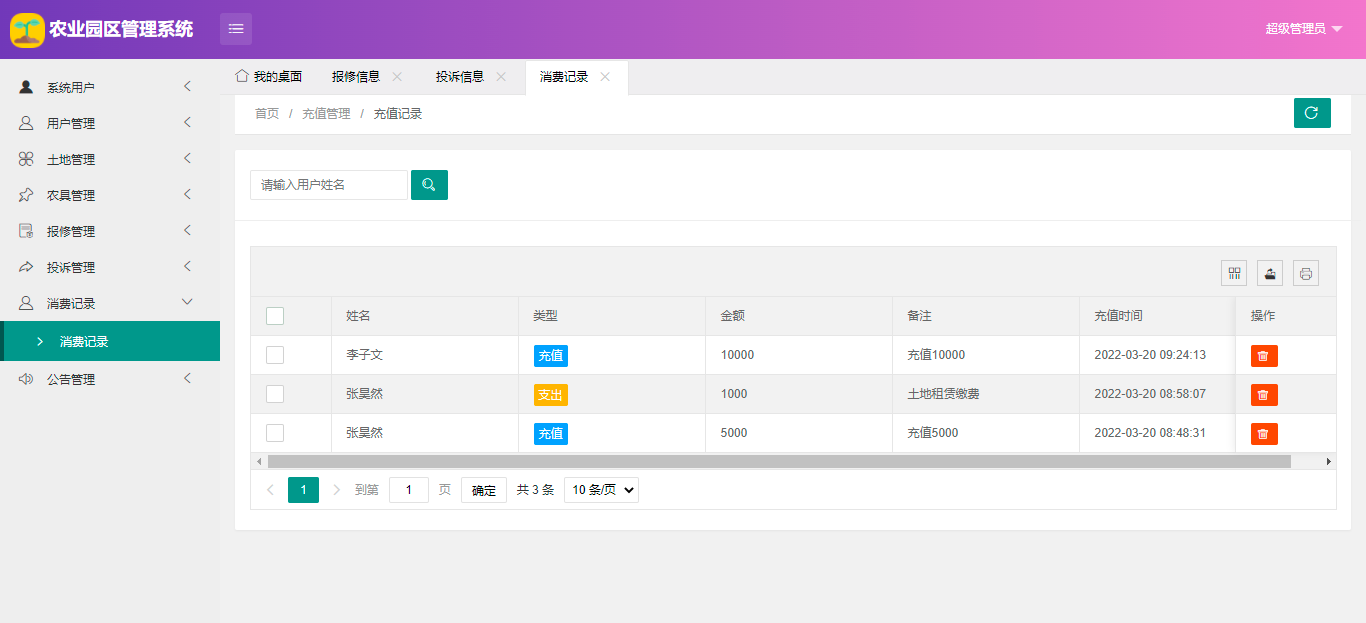 农业园区管理系统
超级管理员
系统用户
用户管理
土地管理
农具管理
报修管理
投诉管理
消费记录
消费记录
公告管理
我的桌面 报修信息 投诉信息 消费记录
首页 / 充值管理 / 充值记录
请输入用户姓名
姓名 类型 金额 备注 充值时间 操作
李子文 充值 10000 充值10000 2022-03-20 09:24:13
张昊然 支出 1000 土地租赁缴费 2022-03-20 08:58:07
张昊然 充值 5000 充值5000 2022-03-20 08:48:31
1 到第 1 页 确定 共 3 条 10 条/页